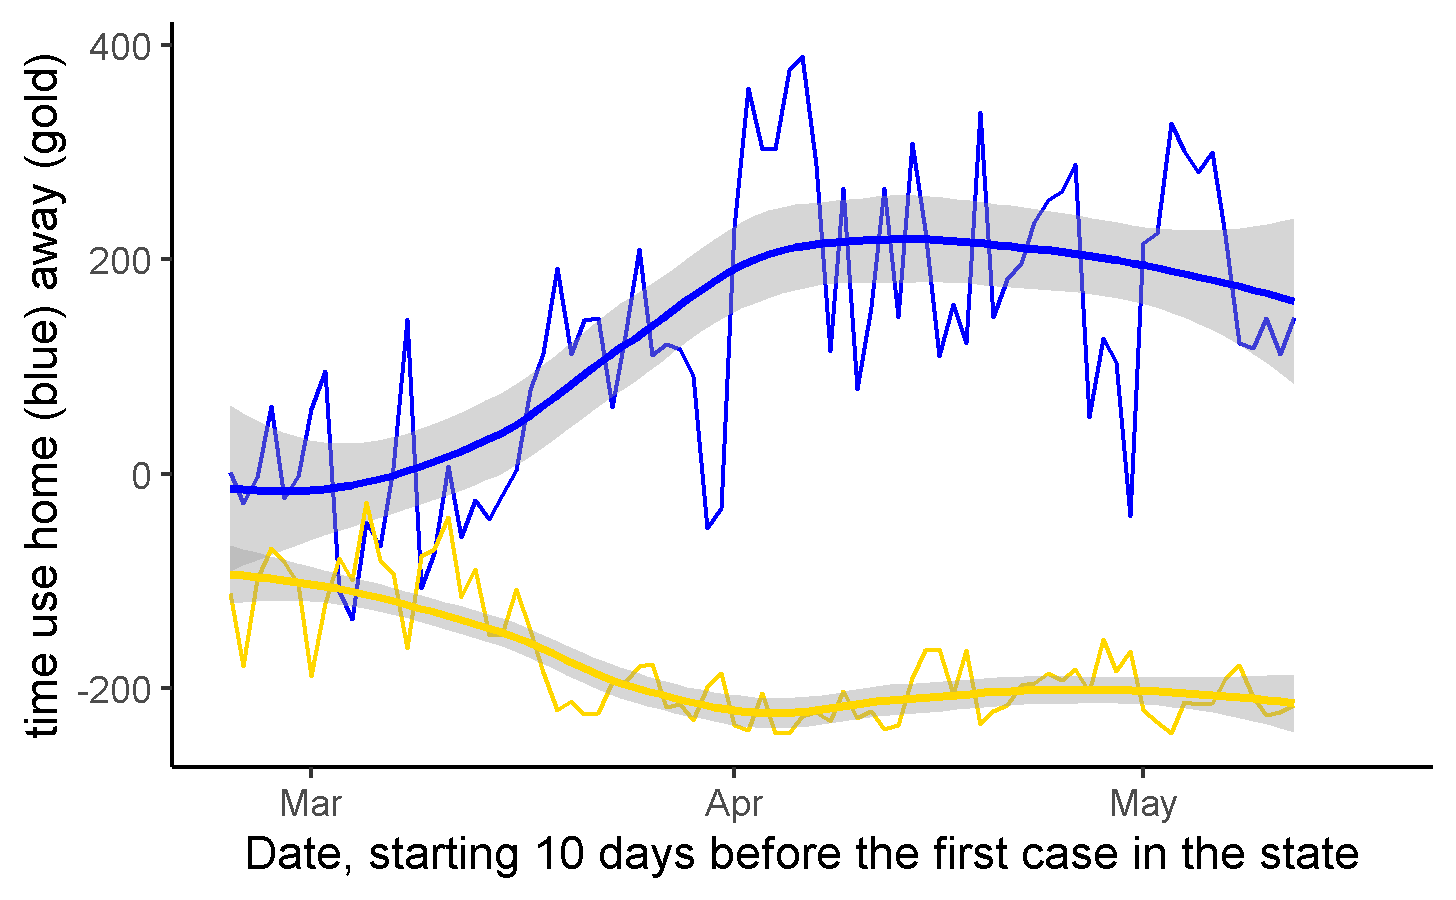 time use home (blue) away (gold)
400
200
0
-200
Mar Apr May
Date, starting 10 days before the first case in the state